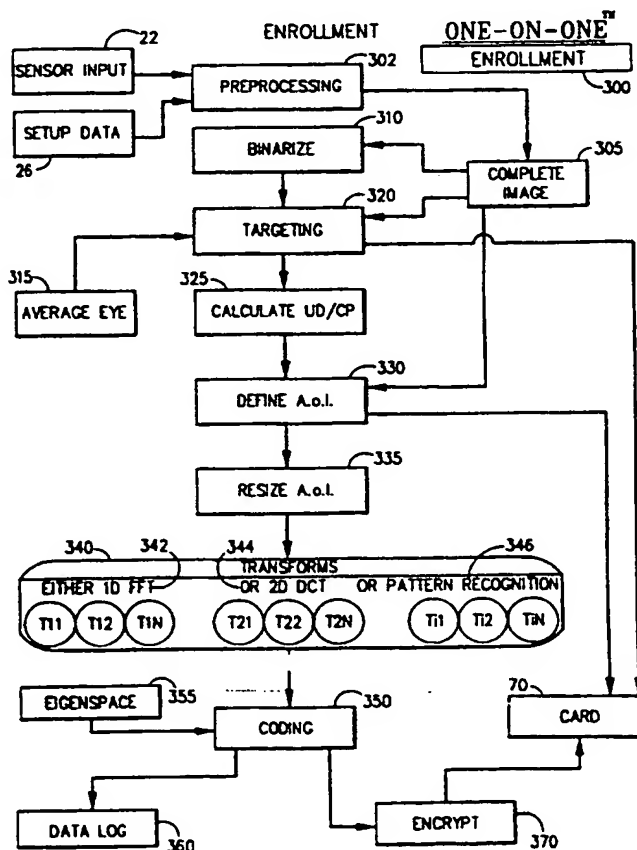 ENROLLMENT
ONE-ON-ONE™
ENROLLMENT
300
22
SENSOR INPUT
302
PREPROCESSING
SETUP DATA
26
310
BINARIZE
305
COMPLETE
IMAGE
320
TARGETING
315
AVERAGE EYE
325
CALCULATE UD/CP
330
DEFINE A.o.I.
335
RESIZE A.o.I.
340
342
344
346
TRANSFORMS
EITHER 1D FFT
OR 2D DCT
OR PATTERN RECOGNITION
T11 T12 T1N
T21 T22 T2N
Ti1 Ti2 TiN
355
EIGENSPACE
350
CODING
70
CARD
DATA LOG
360
ENCRYPT
370